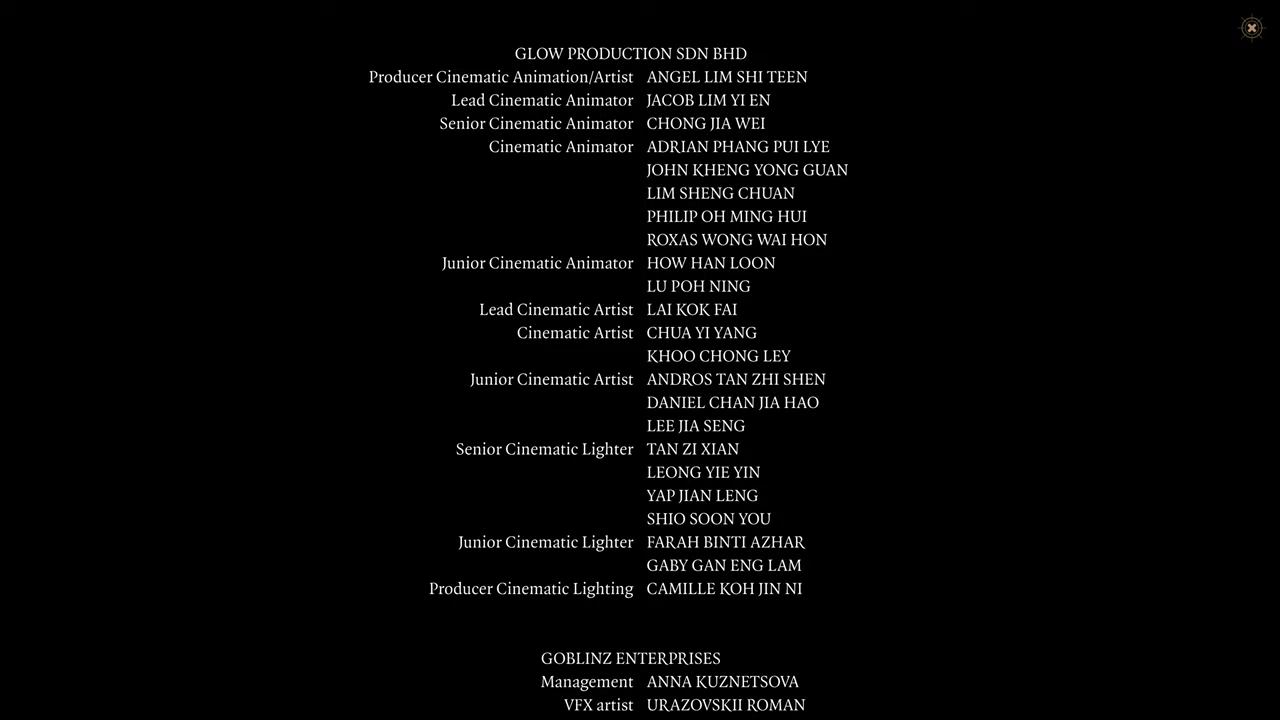 GLOW PRODUCTION SDN BHD
Producer Cinematic Animation/Artist ANGEL LIM SHI TEEN
Lead Cinematic Animator JACOB LIM YI EN
Senior Cinematic Animator CHONG JIA WEI
Cinematic Animator ADRIAN PHANG PUI LYE
JOHN KHENG YONG GUAN
LIM SHENG CHUAN
PHILIP OH MING HUI
ROXAS WONG WAI HON
Junior Cinematic Animator HOW HAN LOON
LU POH NING
Lead Cinematic Artist LAI KOK FAI
Cinematic Artist CHUA YI YANG
KHOO CHONG LEY
Junior Cinematic Artist ANDROS TAN ZHI SHEN
DANIEL CHAN JIA HAO
LEE JIA SENG
Senior Cinematic Lighter TAN ZI XIAN
LEONG YIE YIN
YAP JIAN LENG
SHIO SOON YOU
Junior Cinematic Lighter FARAH BINTI AZHAR
GABY GAN ENG LAM
Producer Cinematic Lighting CAMILLE KOH JIN NI
GOBLINZ ENTERPRISES
Management ANNA KUZNETSOVA
VFX artist URAZOVSKII ROMAN